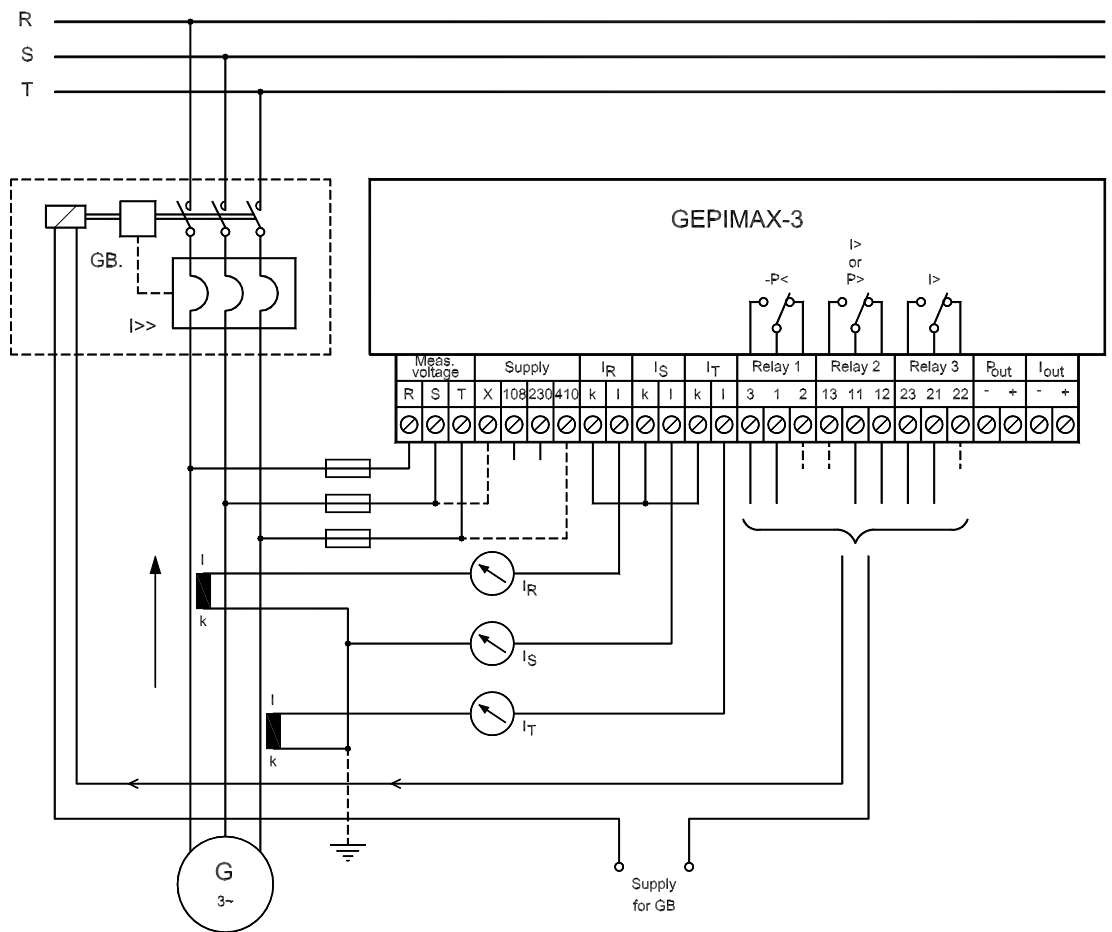 R
S
T
GEPIMAX-3
I>
or
-P< P> I>
GB.
I>>
Meas.
voltage Supply IR IS IT Relay 1 Relay 2 Relay 3 Pout Iout
R S T X 108 230 410 k l k l k l 3 1 2 13 11 12 23 21 22 - + - +
l
IR
k
IS
l
IT
k
G
3~
Supply
for GB